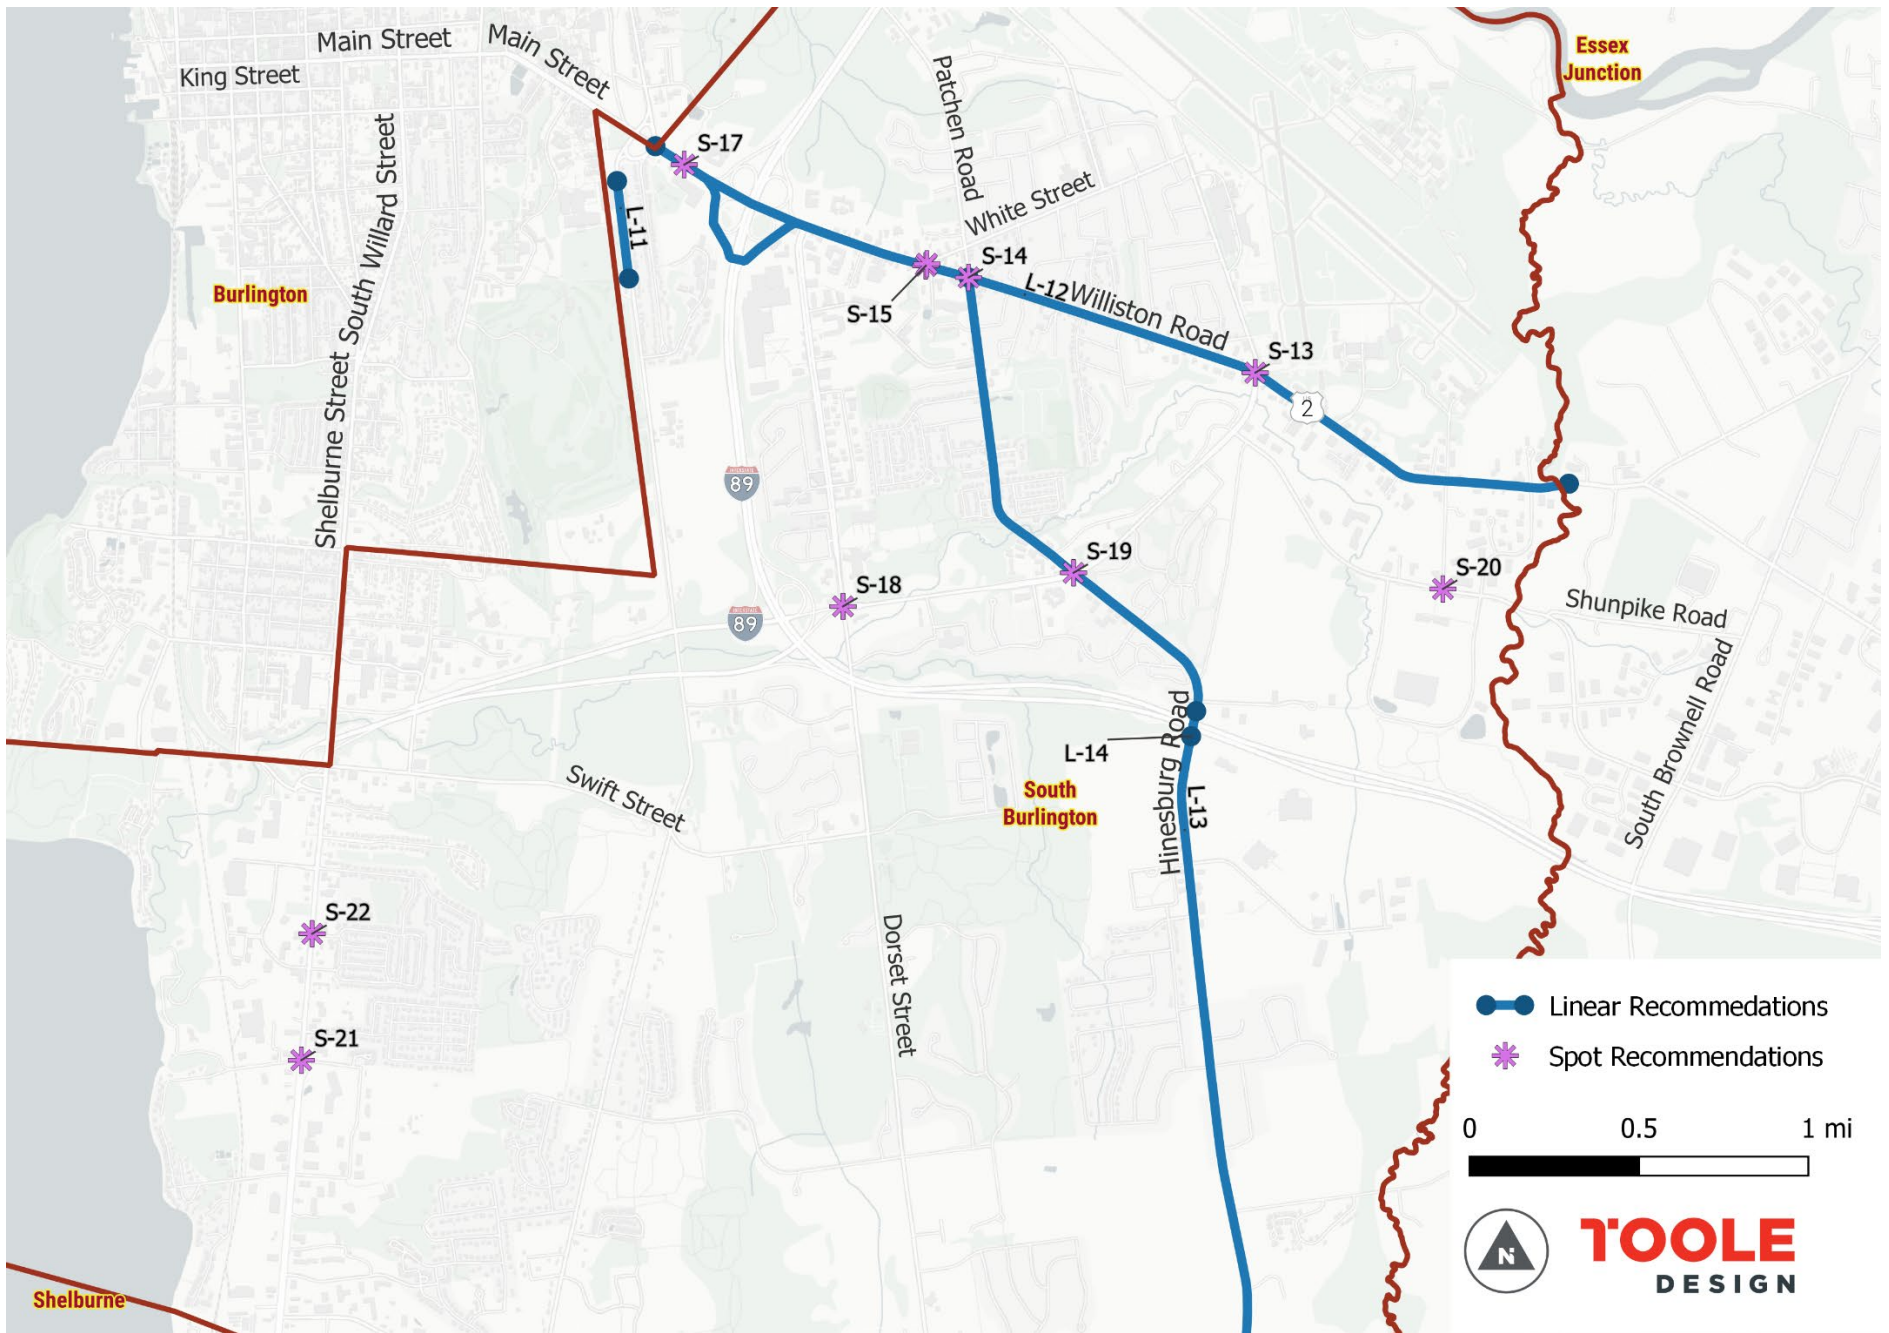 Main Street
Main Street
King Street
Essex
Junction
Patchen Road
South Willard Street
S-17
White Street
L-11
S-14
Burlington
L-12
Williston Road
S-15
S-13
2
Shelburne Street
89
S-19
S-20
S-18
Shunpike Road
89
Hinesburg Road
South Brownell Road
L-14
Swift Street
South
Burlington
L-13
S-22
Dorset Street
S-21
Linear Recommedations
Spot Recommendations
0 0.5 1 mi
N
TOOLE
DESIGN
Shelburne